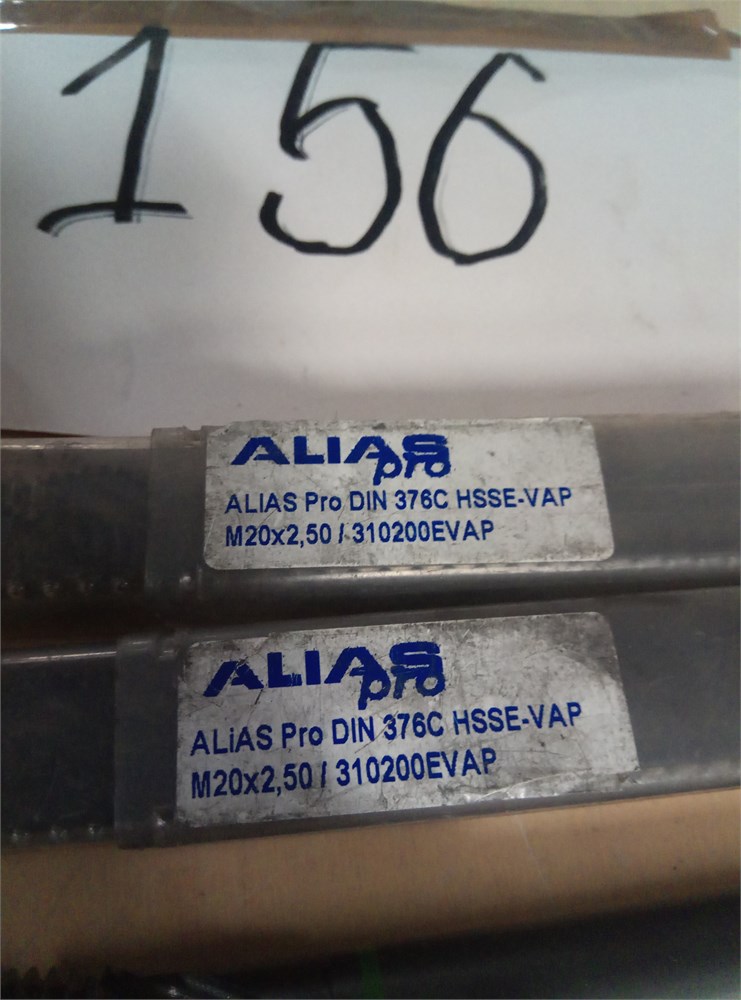 156
ALIAS
pro
ALIAS Pro DIN 376C HSSE-VAP
M20x2,50 / 310200EVAP
ALIAS
pro
ALiAS Pro DIN 376C HSSE-VAP
M20x2,50 / 310200EVAP